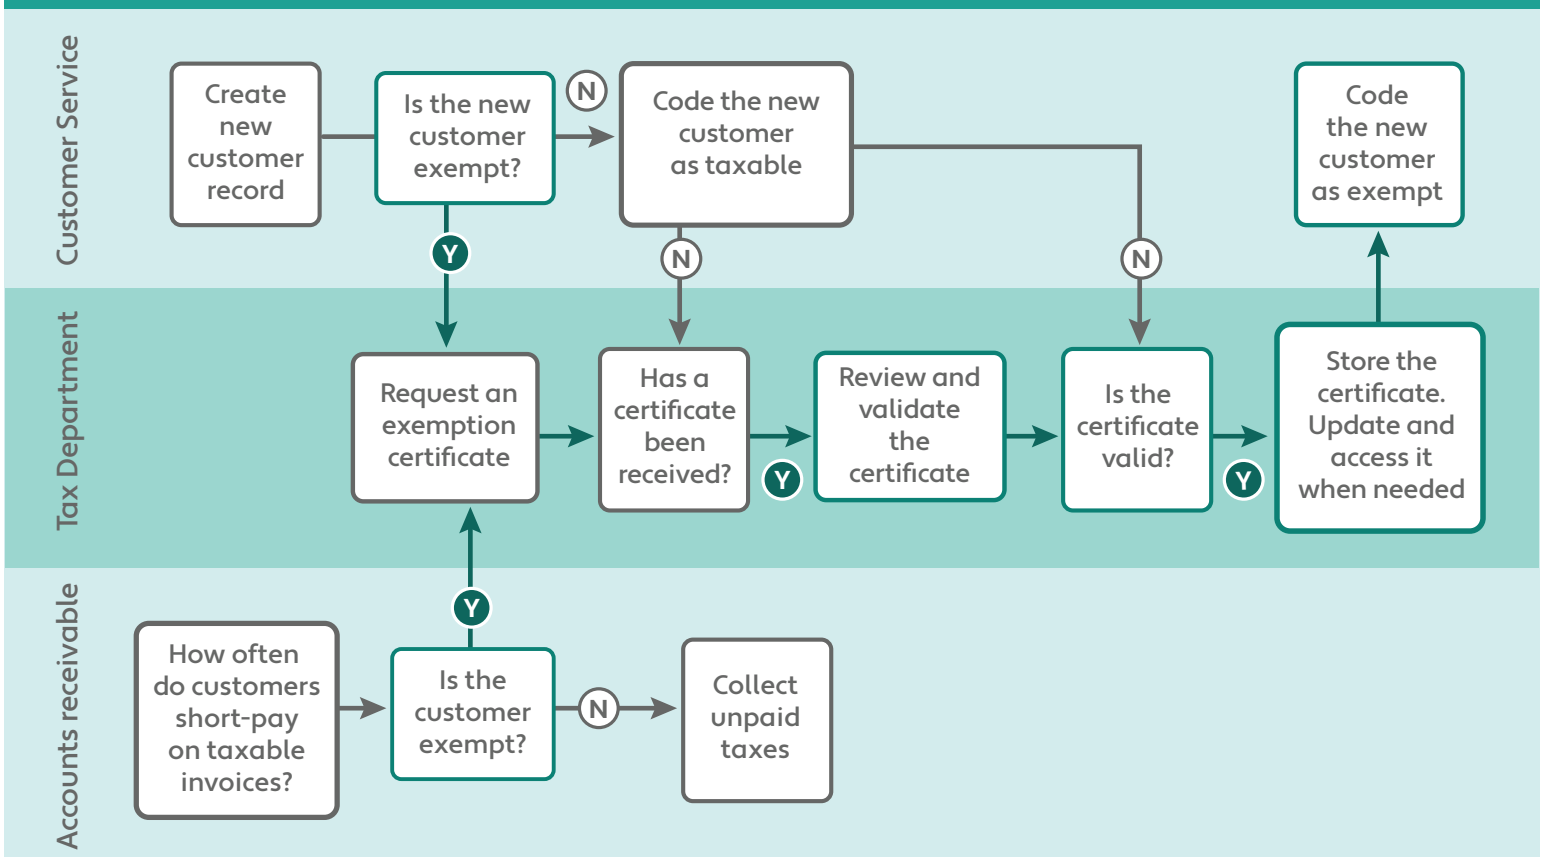 Customer Service
Create
new
customer
record
Is the new
customer
exempt?
N
Code the new
customer
as taxable
Code
the new
customer
as exempt
Y
N
N
Tax Department
Request an
exemption
certificate
Has a
certificate
been
received?
Y
Review and
validate
the
certificate
Is the
certificate
valid?
Y
Store the
certificate.
Update and
access it
when needed
Accounts receivable
Y
How often
do customers
short-pay
on taxable
invoices?
Is the
customer
exempt?
N
Collect
unpaid
taxes